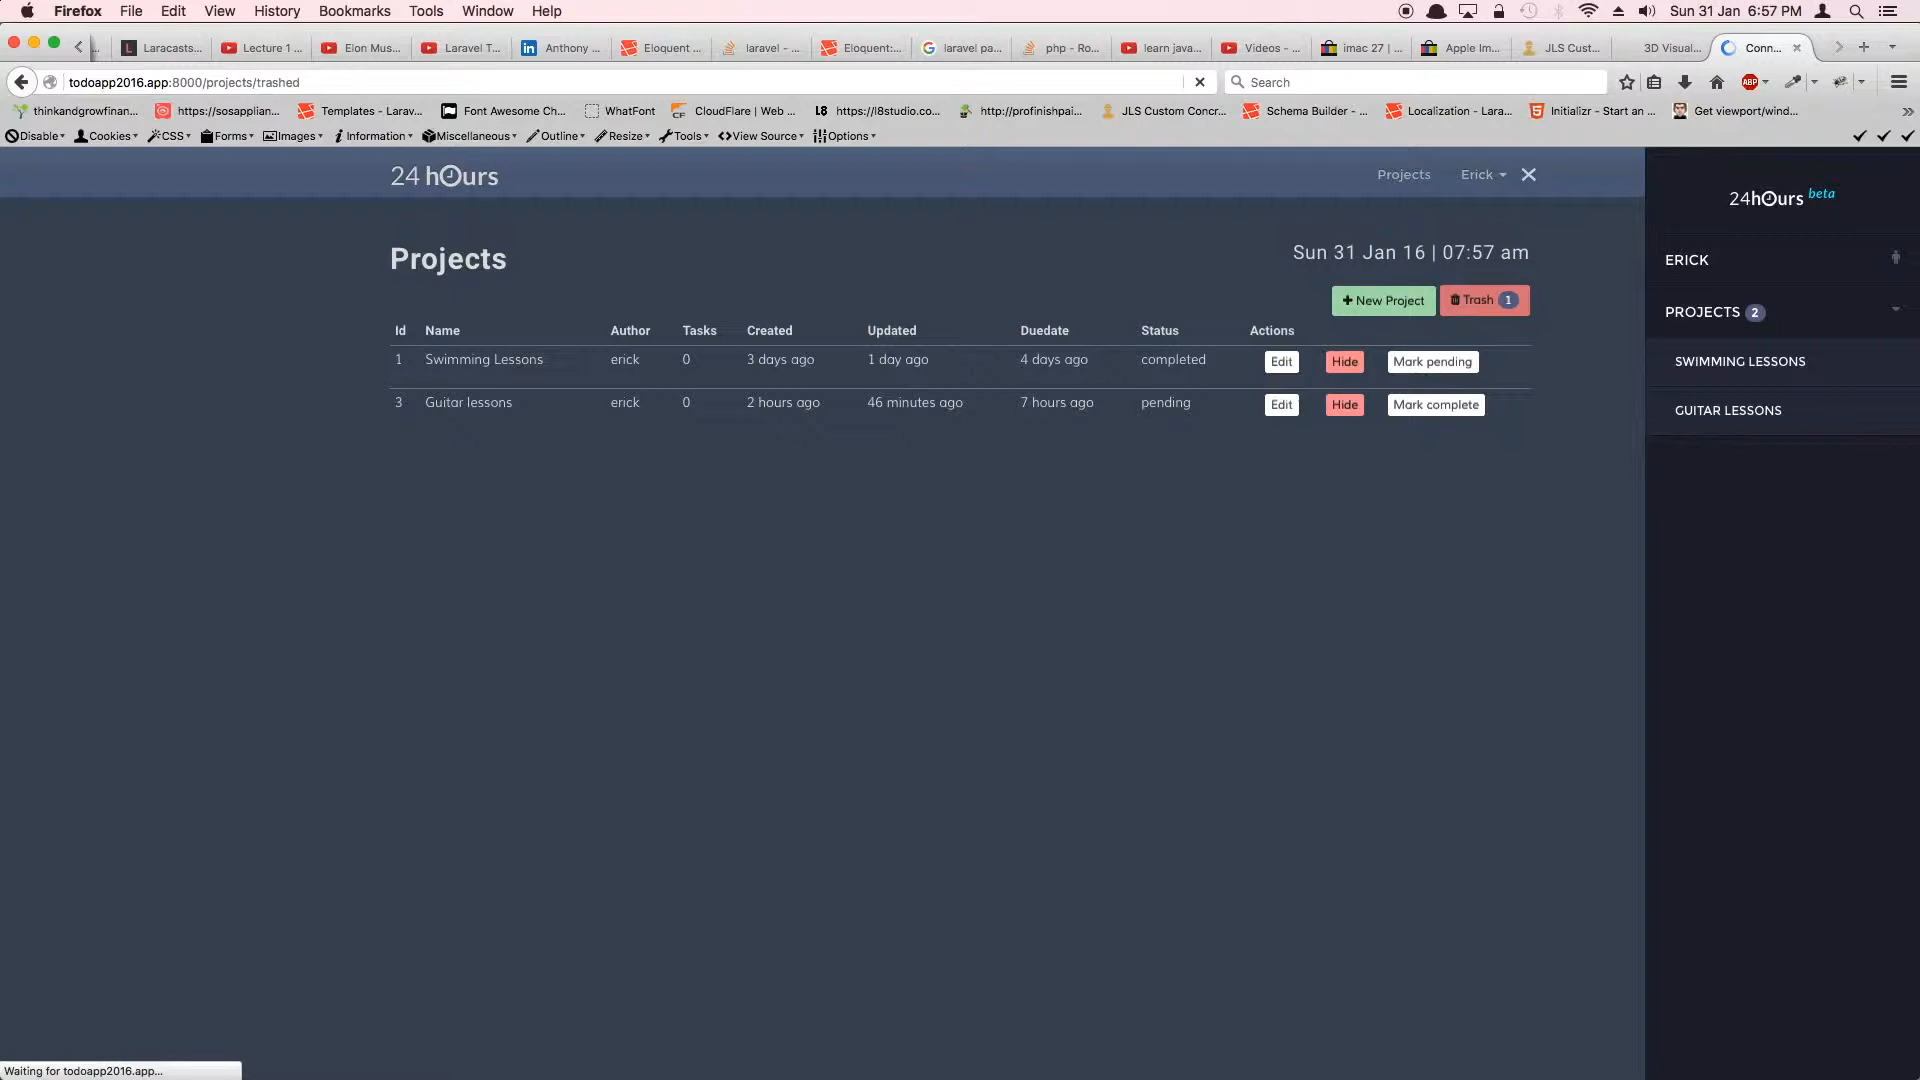 Firefox File Edit View History Bookmarks Tools Window Help Sun 31 Jan 6:57 PM
Laracasts... Lecture 1 ... Elon Mus... Laravel T... Anthony ... Eloquent ... laravel - ... Eloquent:... laravel pa... php - Ro... learn java... Videos - ... imac 27 | ... Apple Im... JLS Cust... 3D Visual... Conn...
todoapp2016.app:8000/projects/trashed Search ABP
thinkandgrowfinan... https://sosapplian... Templates - Larav... Font Awesome Ch... WhatFont CloudFlare | Web ... L8 https://l8studio.co... http://profinishpai... JLS Custom Concr... Schema Builder - ... Localization - Lara... Initializr - Start an ... Get viewport/wind...
Disable Cookies CSS Forms Images Information Miscellaneous Outline Resize Tools View Source Options
24 hours Projects Erick
24hours beta
Projects Sun 31 Jan 16 | 07:57 am
ERICK
New Project Trash 1
PROJECTS 2
Id Name Author Tasks Created Updated Duedate Status Actions
1 Swimming Lessons erick 0 3 days ago 1 day ago 4 days ago completed Edit Hide Mark pending
SWIMMING LESSONS
3 Guitar lessons erick 0 2 hours ago 46 minutes ago 7 hours ago pending Edit Hide Mark complete
GUITAR LESSONS
Waiting for todoapp2016.app...